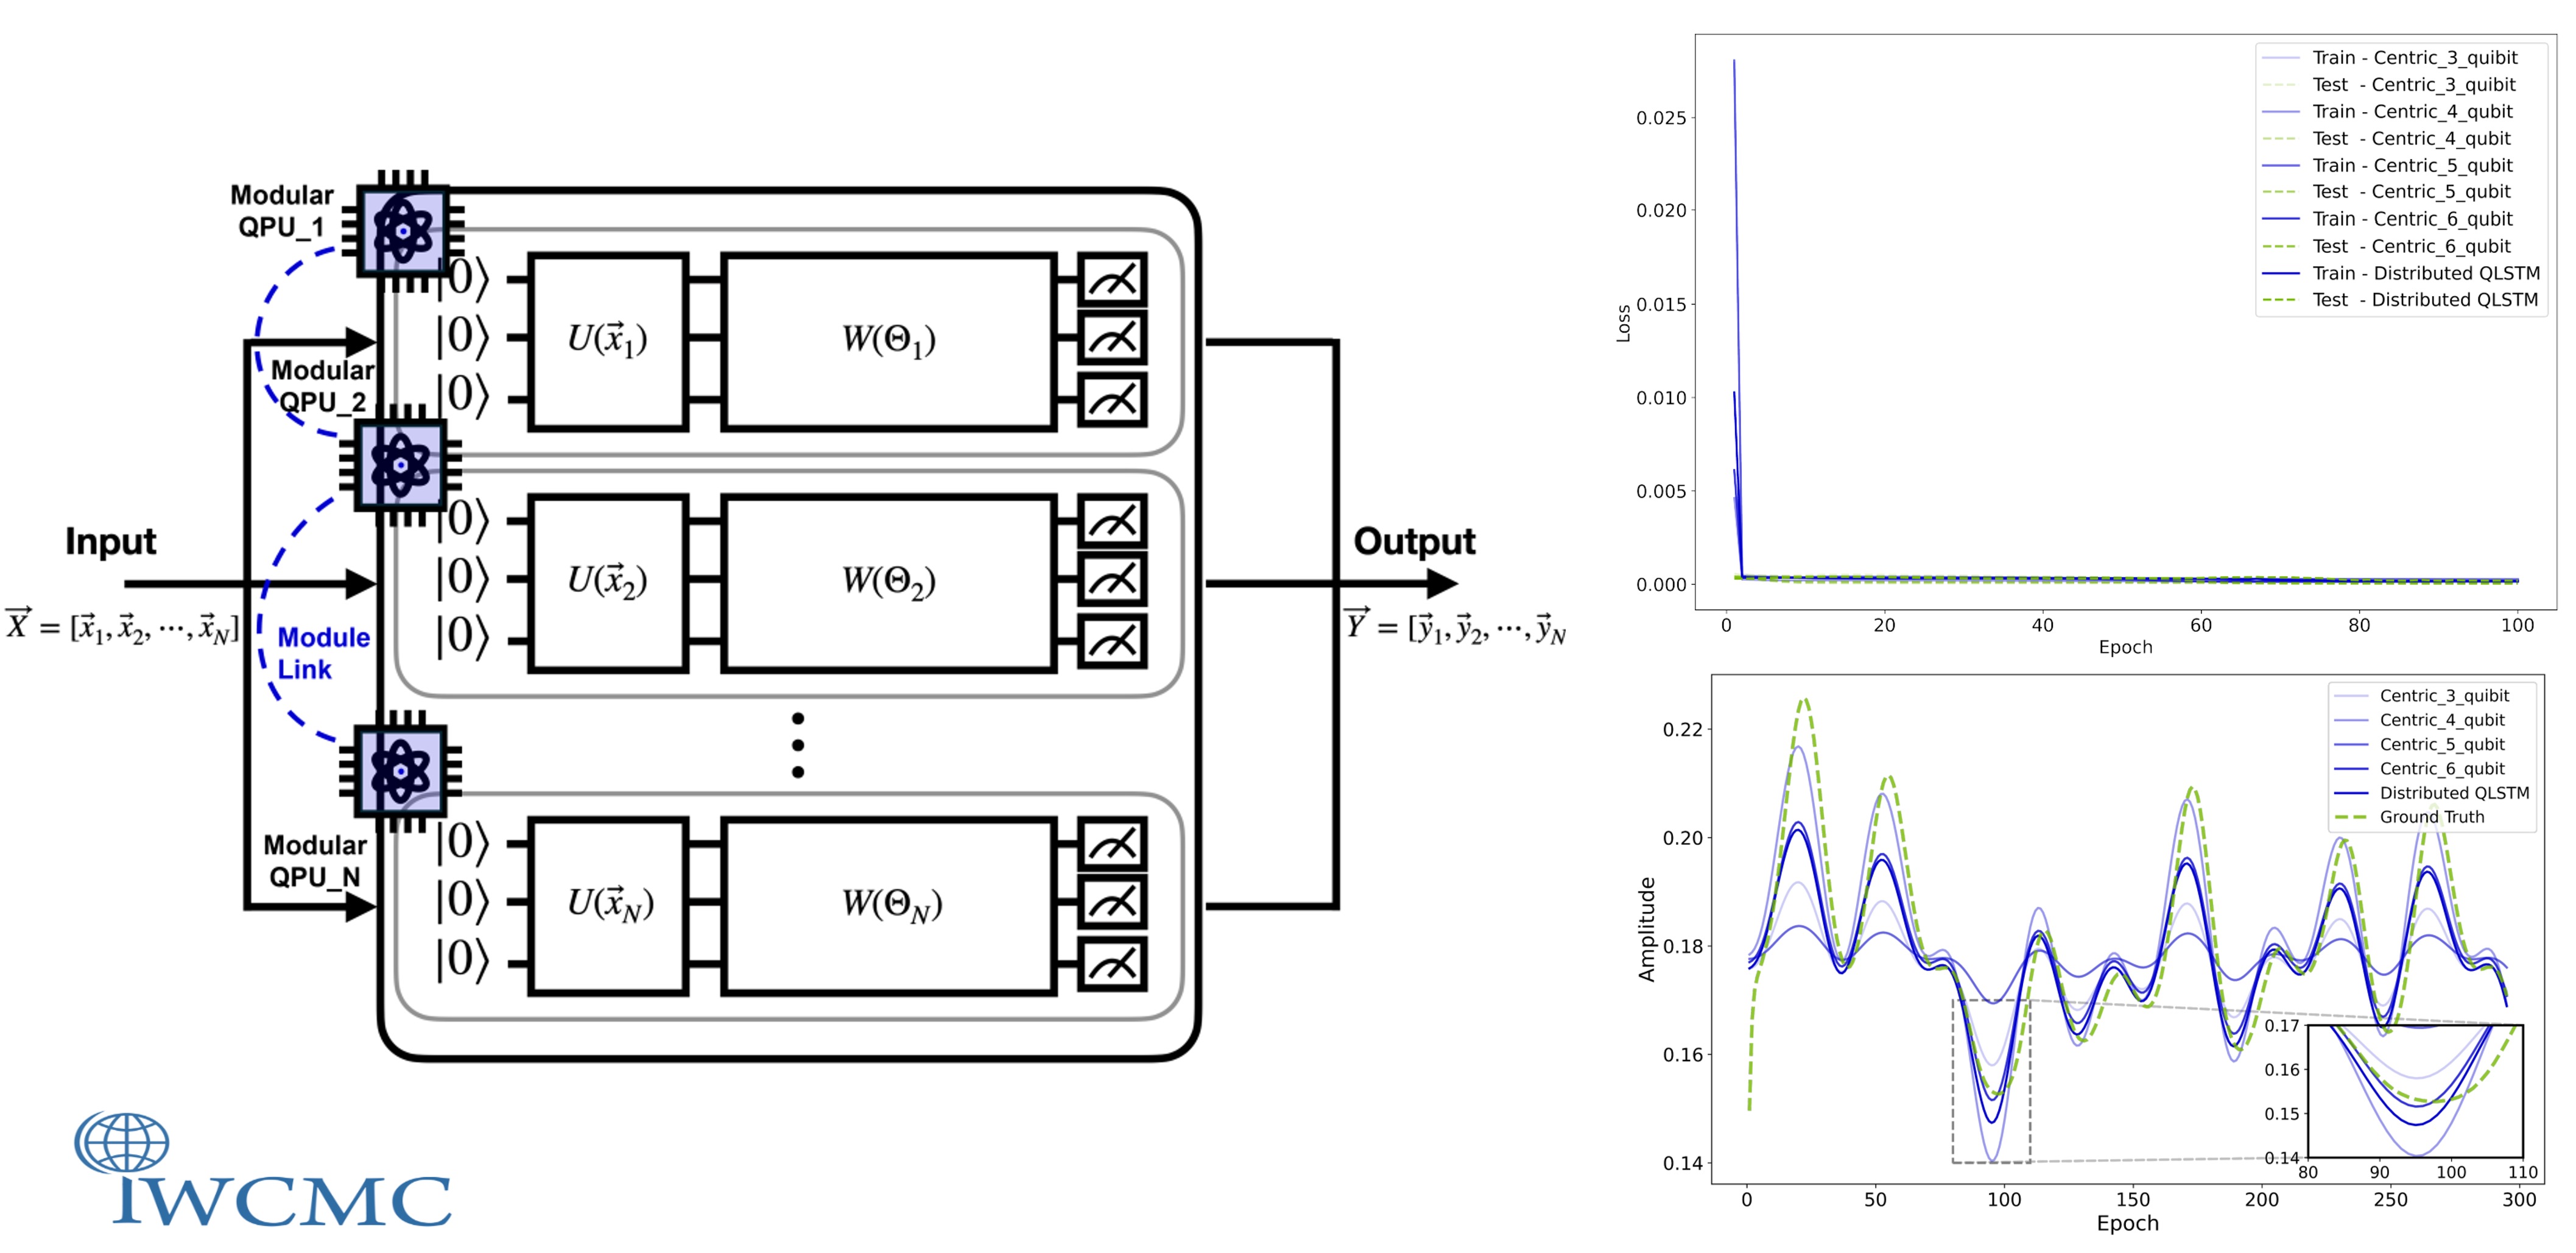 Modular
QPU_1
|0⟩
|0⟩
|0⟩
U(x⃗₁)
W(Θ₁)
Modular
QPU_2
|0⟩
|0⟩
|0⟩
U(x⃗₂)
W(Θ₂)
Input
X⃗ = [x⃗₁, x⃗₂, ···, x⃗_N]
Module
Link
Output
Y⃗ = [y⃗₁, y⃗₂, ···, y⃗_N
Modular
QPU_N
|0⟩
|0⟩
|0⟩
U(x⃗_N)
W(Θ_N)
IWCMC
Train - Centric_3_quibit
Test - Centric_3_quibit
Train - Centric_4_qubit
Test - Centric_4_qubit
Train - Centric_5_qubit
Test - Centric_5_qubit
Train - Centric_6_qubit
Test - Centric_6_qubit
Train - Distributed QLSTM
Test - Distributed QLSTM
0.025
0.020
0.015
0.010
0.005
0.000
Loss
0 20 40 60 80 100
Epoch
Centric_3_quibit
Centric_4_qubit
Centric_5_qubit
Centric_6_qubit
Distributed QLSTM
Ground Truth
0.22
0.20
0.18
0.16
0.14
Amplitude
0.17
0.16
0.15
0.14
80 90 100 110
0 50 100 150 200 250 300
Epoch